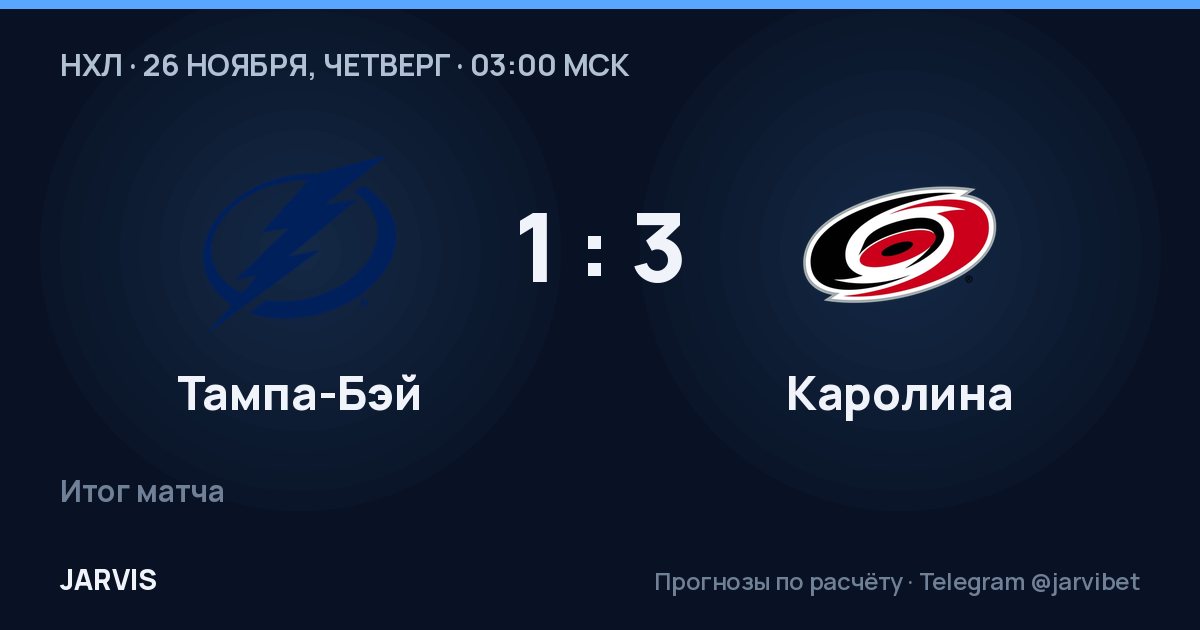 НХЛ · 26 НОЯБРЯ, ЧЕТВЕРГ · 03:00 МСК
1 : 3
Тампа-Бэй
Каролина
Итог матча
JARVIS
Прогнозы по расчёту · Telegram @jarvibet